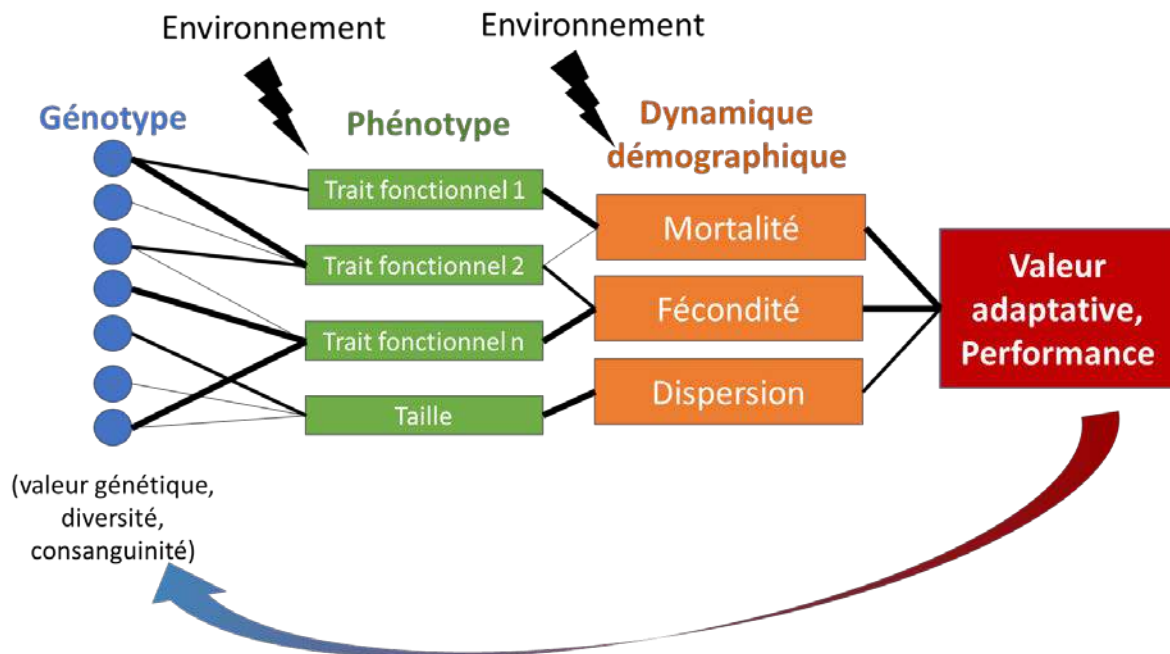 Environnement
Environnement
Génotype
Phénotype
Dynamique
démographique
Trait fonctionnel 1
Trait fonctionnel 2
Trait fonctionnel n
Taille
Mortalité
Fécondité
Dispersion
Valeur
adaptative,
Performance
(valeur génétique,
diversité,
consanguinité)